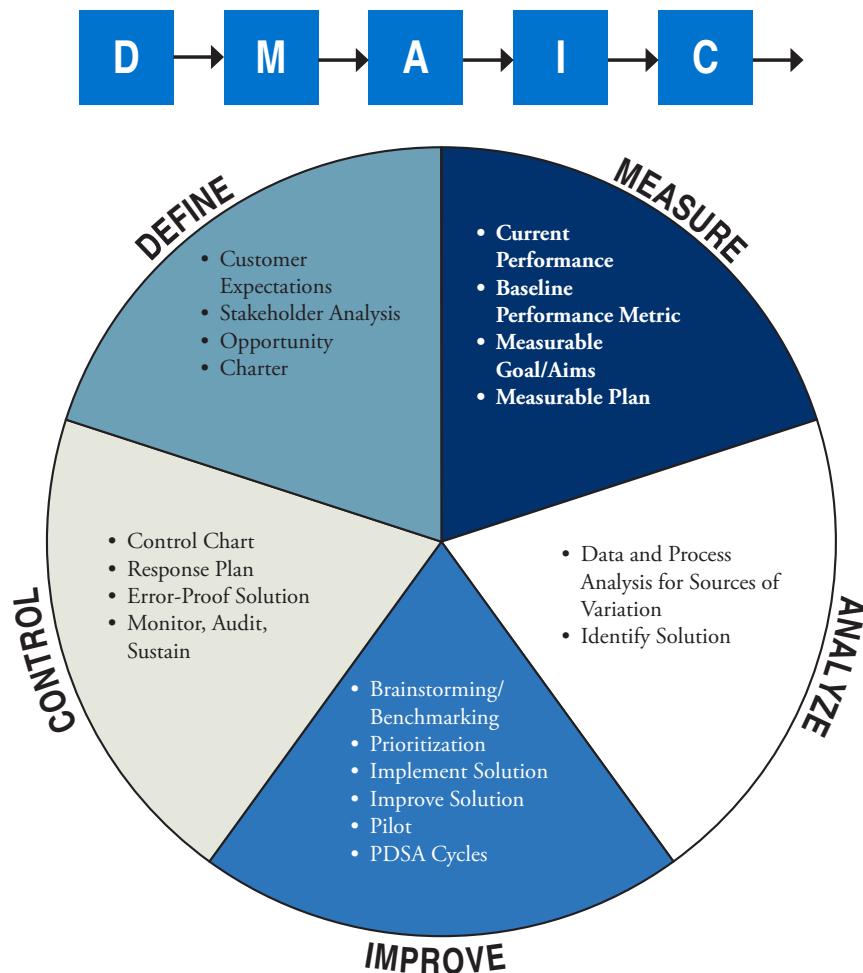 D M A I C
DEFINE
• Customer
Expectations
• Stakeholder Analysis
• Opportunity
• Charter
MEASURE
• Current
Performance
• Baseline
Performance Metric
• Measurable
Goal/Aims
• Measurable Plan
ANALYZE
• Data and Process
Analysis for Sources of
Variation
• Identify Solution
IMPROVE
• Brainstorming/
Benchmarking
• Prioritization
• Implement Solution
• Improve Solution
• Pilot
• PDSA Cycles
CONTROL
• Control Chart
• Response Plan
• Error-Proof Solution
• Monitor, Audit,
Sustain